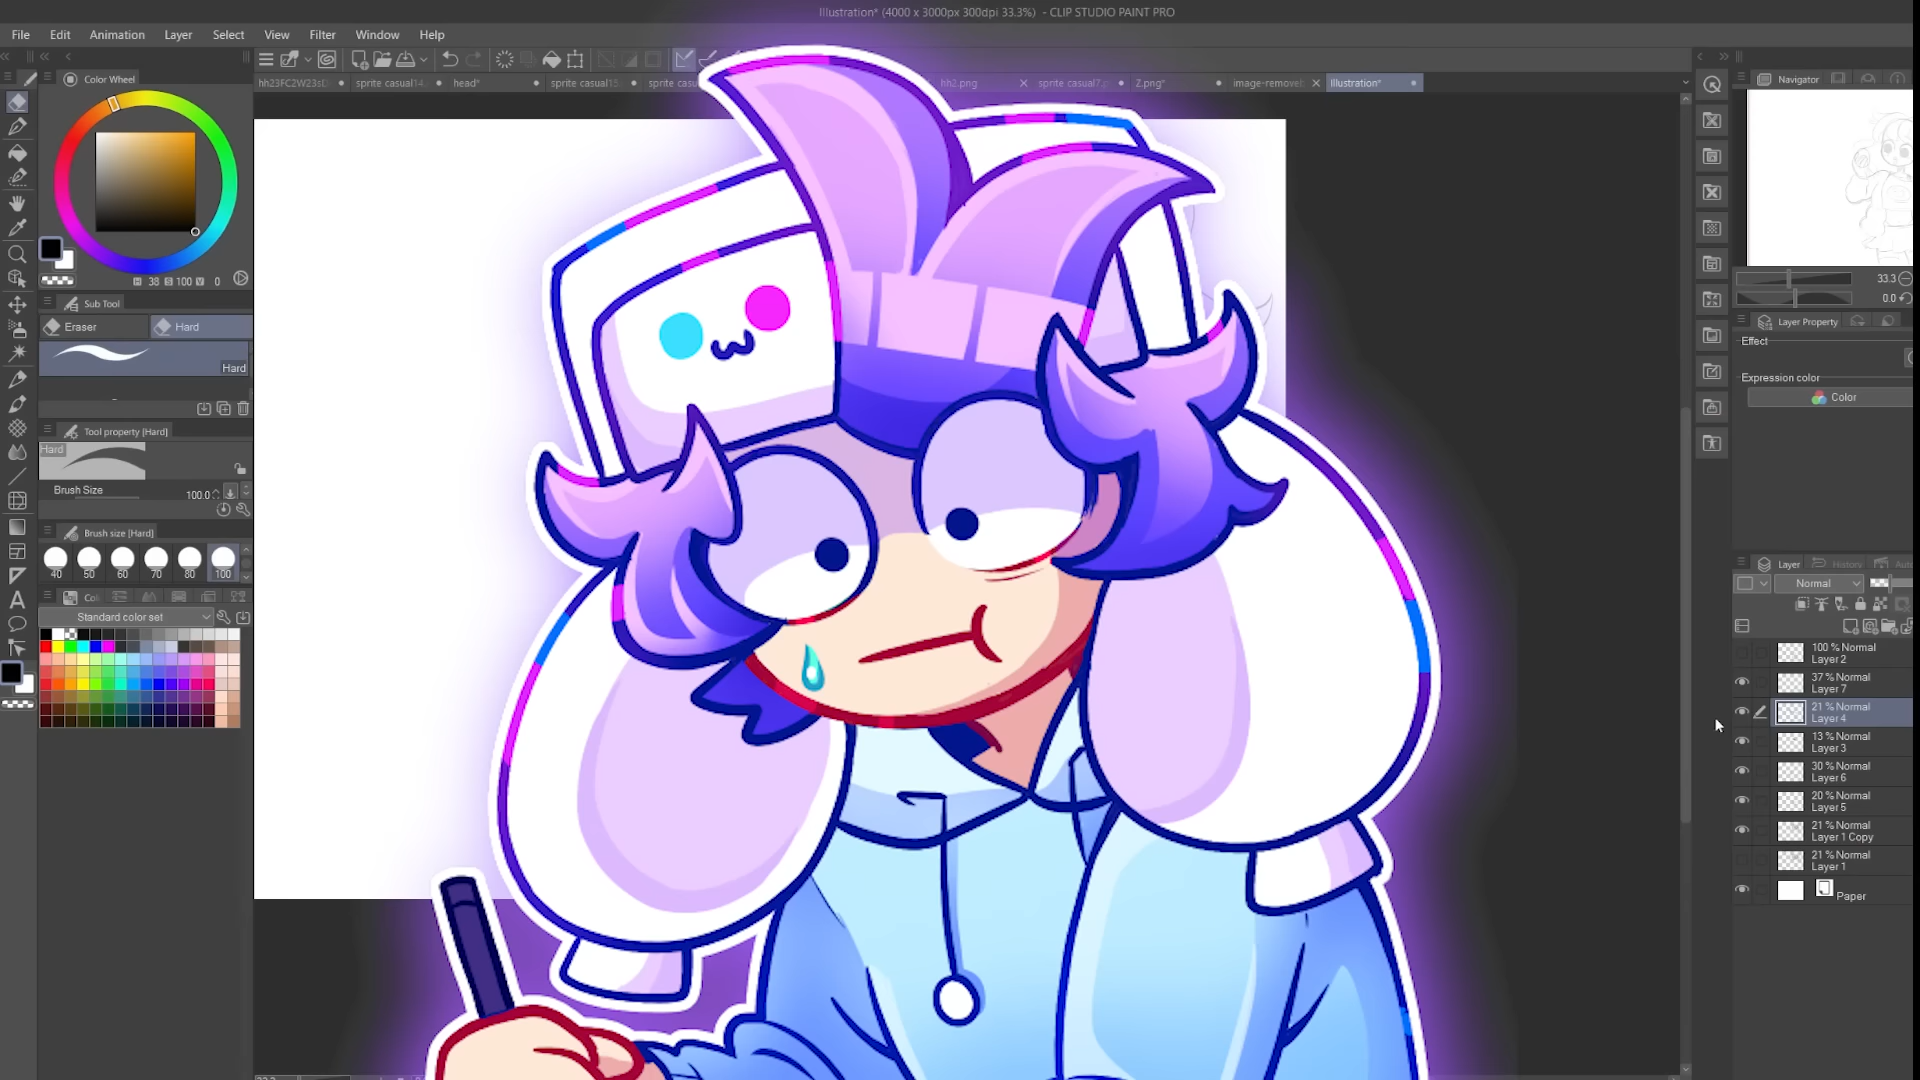 Illustration* (4000 x 3000px 300dpi 33.3%) - CLIP STUDIO PAINT PRO
File Edit Animation Layer Select View Filter Window Help
Color Wheel
sprite casual14. head* sprite casual15 sprite casu hh2.png sprite casual7. Z.png* image-remove Illustration*
Navigator
H 38 S 100 V 0
33.3
0.0
Sub Tool
Eraser Hard
Hard
Layer Property
Effect
Expression color
Color
Tool property [Hard]
Hard
Brush Size 100.0
Brush size [Hard]
40 50 60 70 80 100
Standard color set
Layer History
Normal
100 % Normal
Layer 2
37 % Normal
Layer 7
21 % Normal
Layer 4
13 % Normal
Layer 3
30 % Normal
Layer 6
20 % Normal
Layer 5
21 % Normal
Layer 1 Copy
21 % Normal
Layer 1
Paper